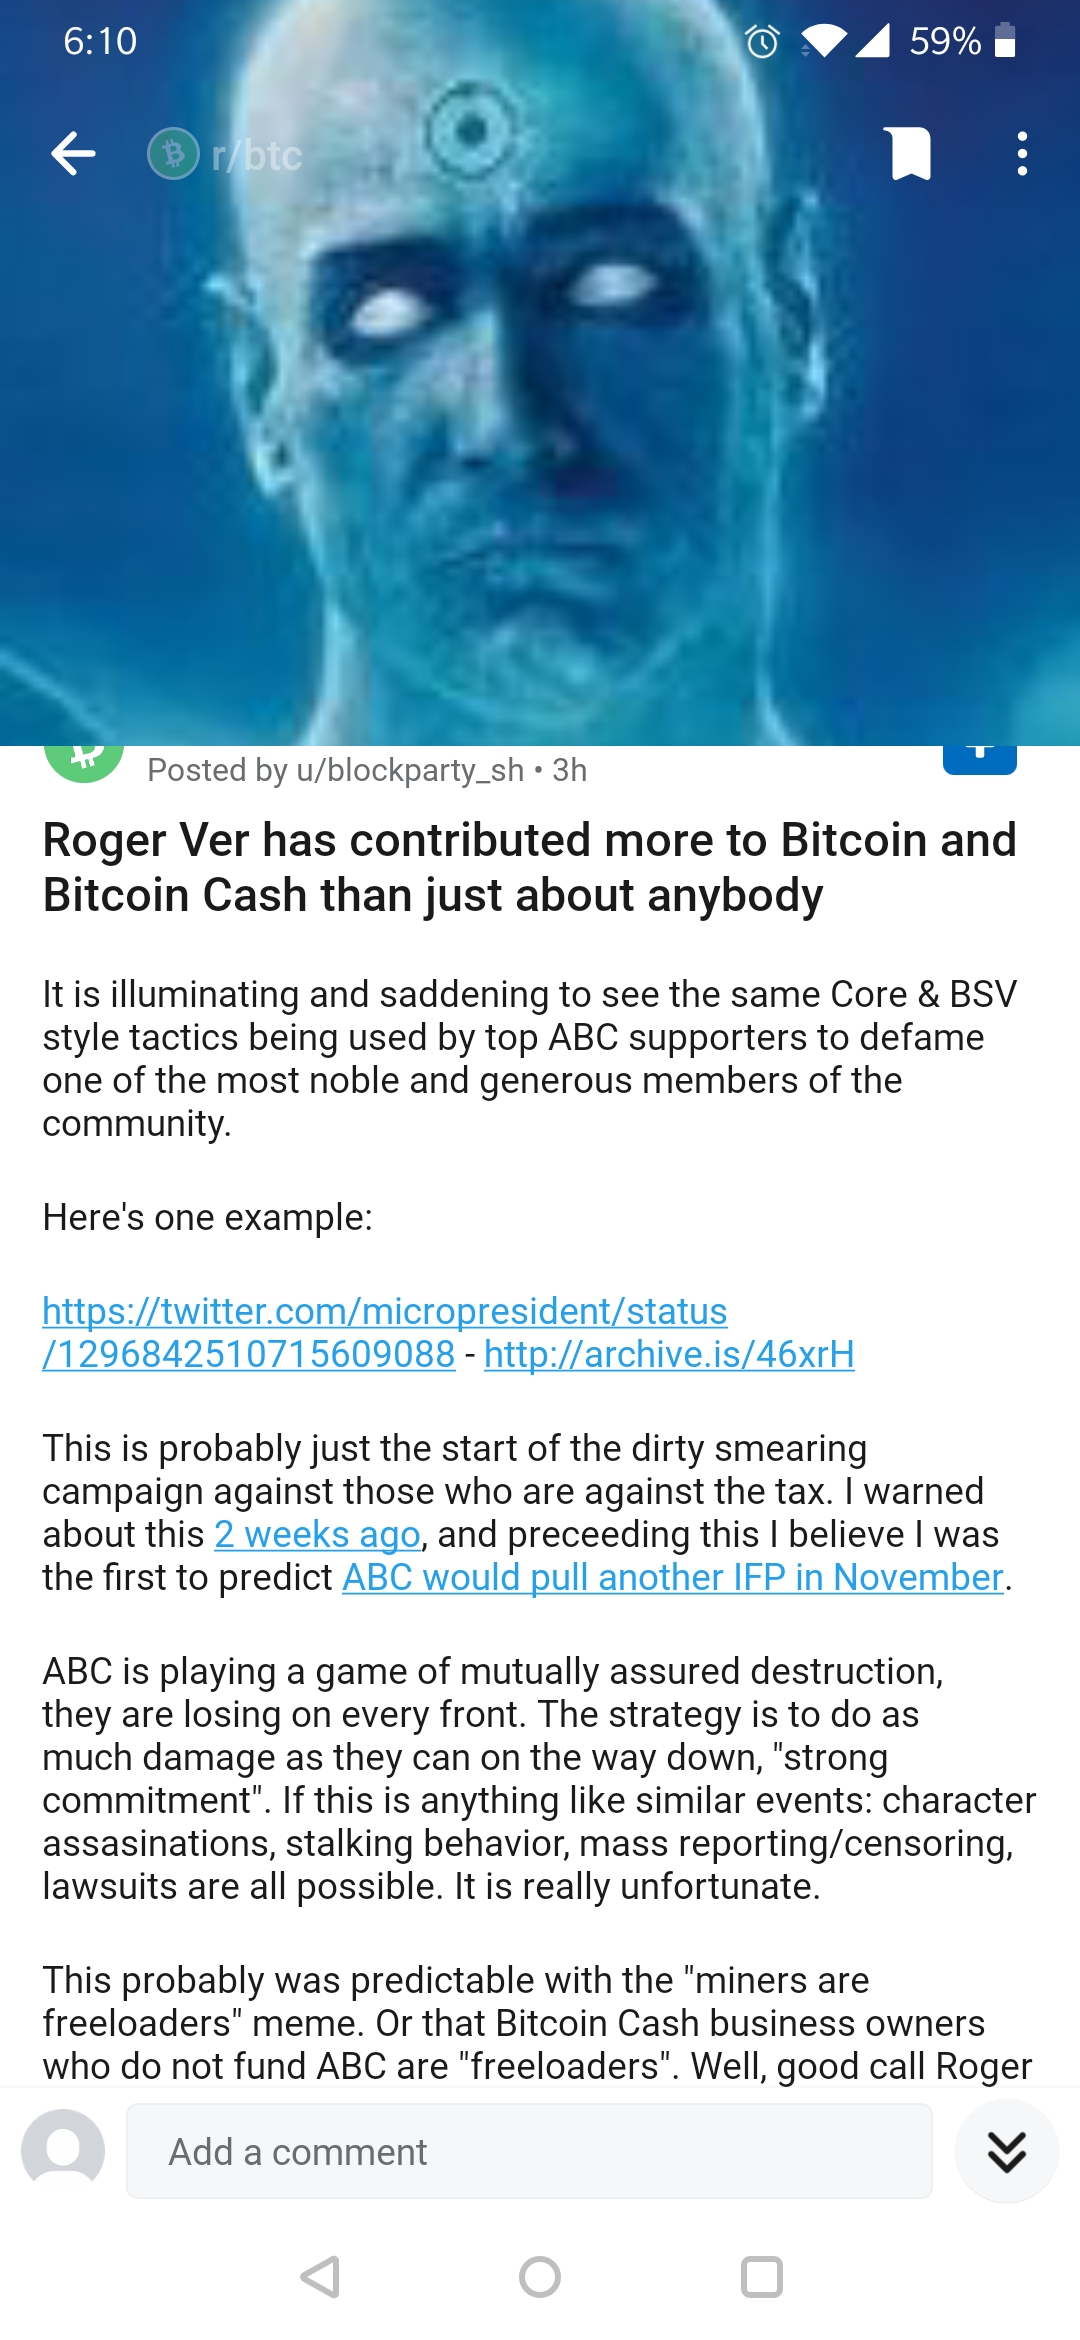 6:10
59%
r/btc
Posted by u/blockparty_sh • 3h
Roger Ver has contributed more to Bitcoin and
Bitcoin Cash than just about anybody
It is illuminating and saddening to see the same Core & BSV
style tactics being used by top ABC supporters to defame
one of the most noble and generous members of the
community.
Here's one example:
https://twitter.com/micropresident/status
/1296842510715609088 - http://archive.is/46xrH
This is probably just the start of the dirty smearing
campaign against those who are against the tax. I warned
about this 2 weeks ago, and preceeding this I believe I was
the first to predict ABC would pull another IFP in November.
ABC is playing a game of mutually assured destruction,
they are losing on every front. The strategy is to do as
much damage as they can on the way down, "strong
commitment". If this is anything like similar events: character
assasinations, stalking behavior, mass reporting/censoring,
lawsuits are all possible. It is really unfortunate.
This probably was predictable with the "miners are
freeloaders" meme. Or that Bitcoin Cash business owners
who do not fund ABC are "freeloaders". Well, good call Roger
Add a comment